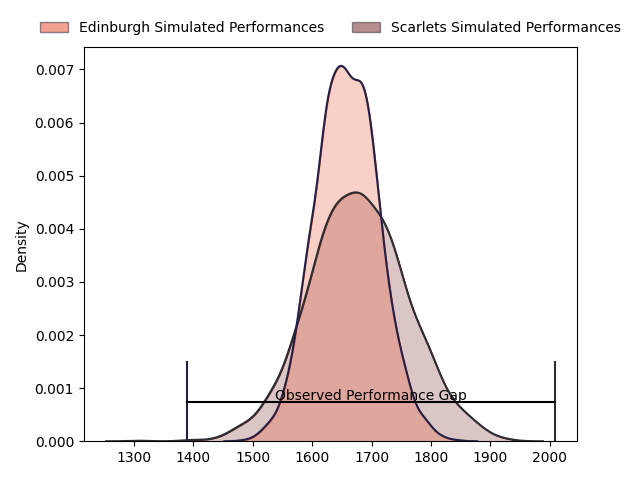 Edinburgh Simulated Performances
Scarlets Simulated Performances
0.007
0.006
0.005
0.004
0.003
0.002
0.001
0.000
Density
Observed Performance Gap
1300 1400 1500 1600 1700 1800 1900 2000